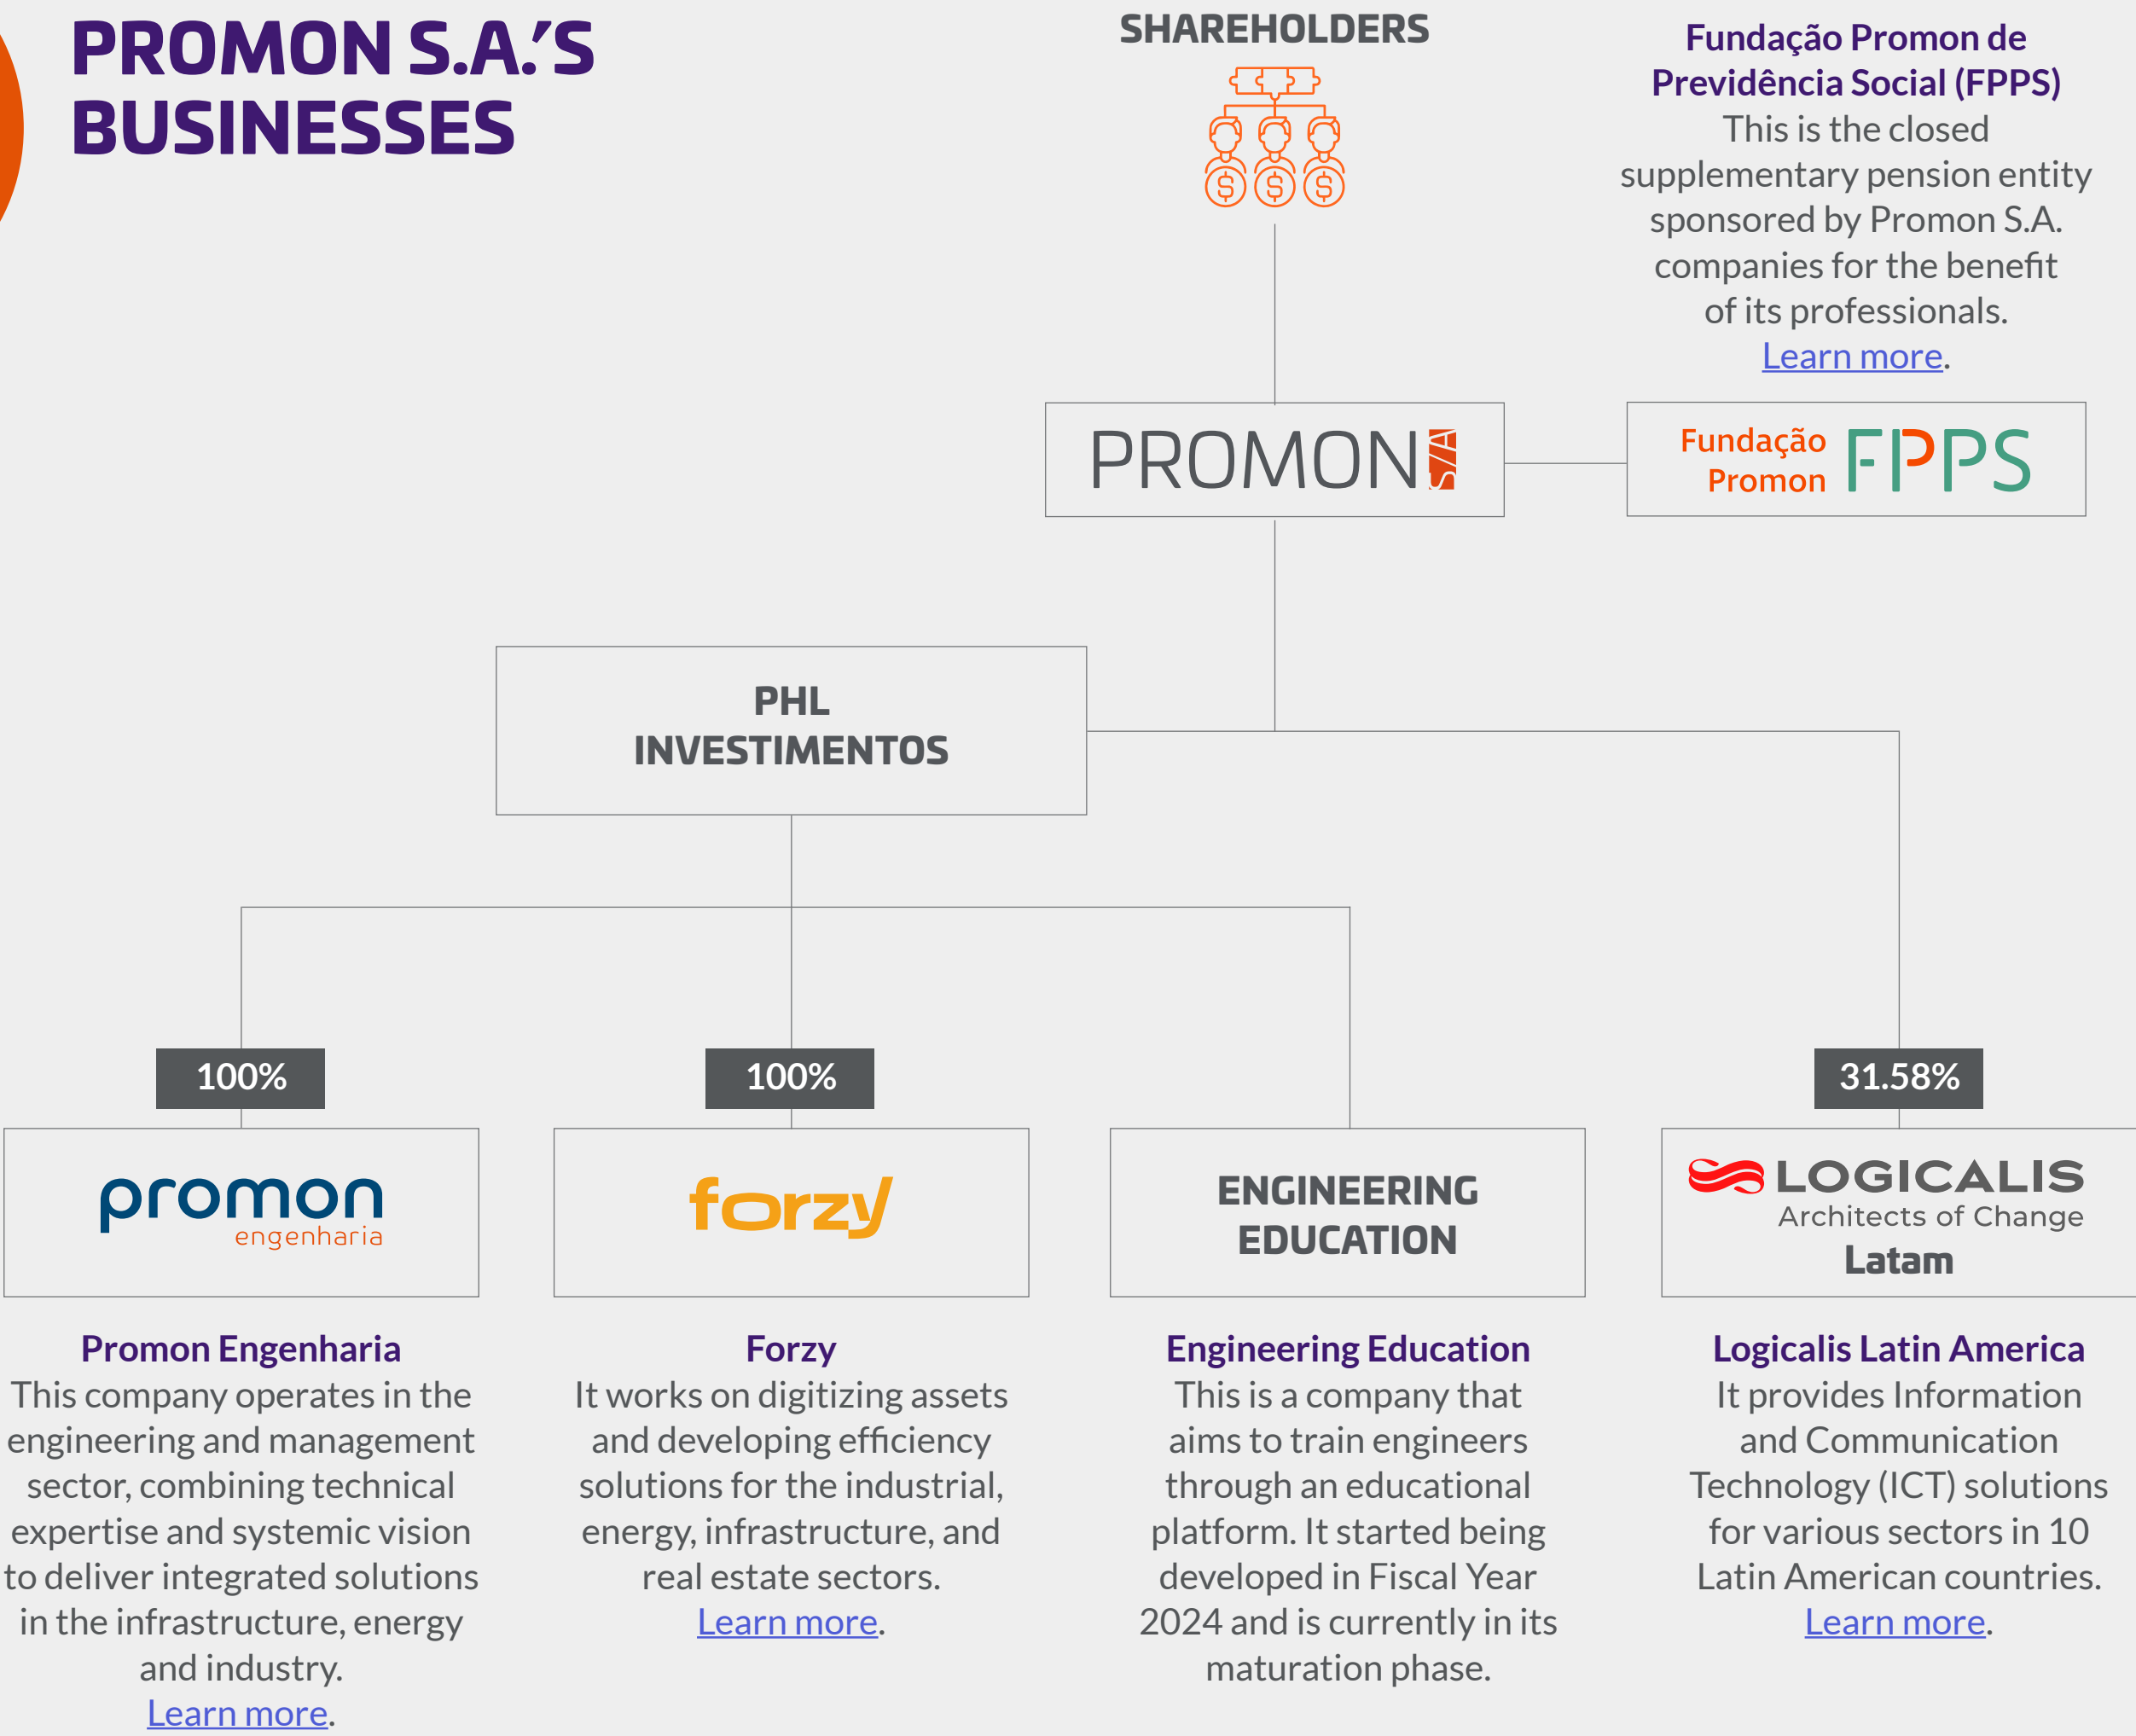 PROMON S.A.'S
BUSINESSES
SHAREHOLDERS
$ $ $
Fundação Promon de
Previdência Social (FPPS)
This is the closed
supplementary pension entity
sponsored by Promon S.A.
companies for the benefit
of its professionals.
Learn more.
PROMON S/A
Fundação
Promon
FPPS
PHL
INVESTIMENTOS
100%
100%
31.58%
promon
engenharia
forzy
ENGINEERING
EDUCATION
LOGICALIS
Architects of Change
Latam
Promon Engenharia
This company operates in the
engineering and management
sector, combining technical
expertise and systemic vision
to deliver integrated solutions
in the infrastructure, energy
and industry.
Learn more.
Forzy
It works on digitizing assets
and developing efficiency
solutions for the industrial,
energy, infrastructure, and
real estate sectors.
Learn more.
Engineering Education
This is a company that
aims to train engineers
through an educational
platform. It started being
developed in Fiscal Year
2024 and is currently in its
maturation phase.
Logicalis Latin America
It provides Information
and Communication
Technology (ICT) solutions
for various sectors in 10
Latin American countries.
Learn more.